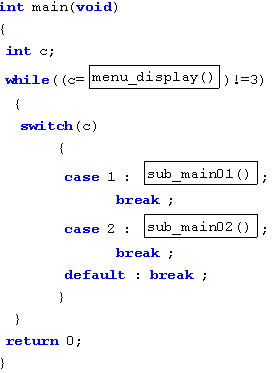 int main(void)
{
int c;
while((c= menu_display() )!=3)
{
switch(c)
{
case 1 : sub_main01() ;
break ;
case 2 : sub_main02() ;
break ;
default : break ;
}
}
return 0;
}